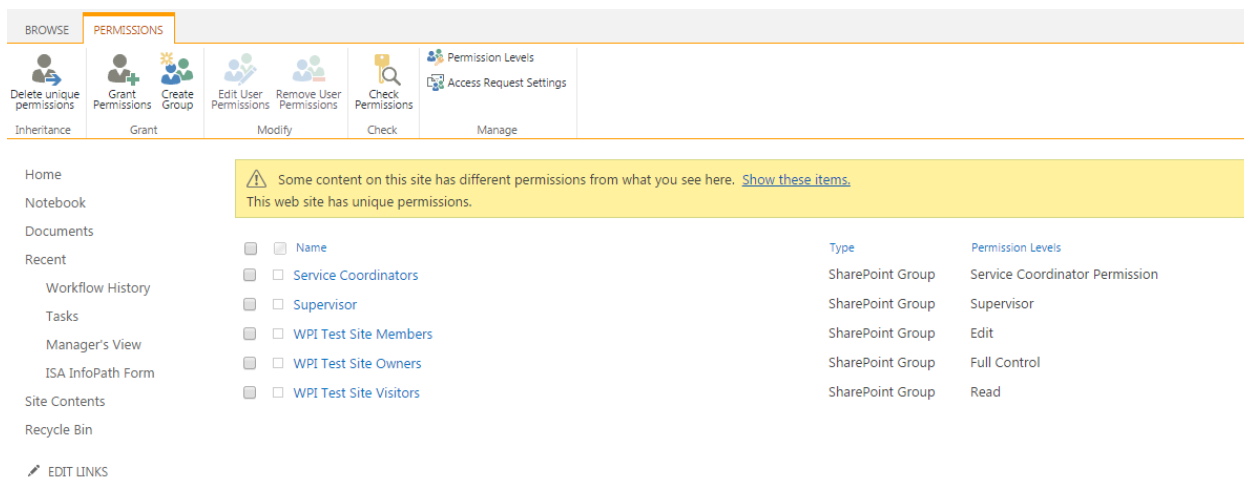 BROWSE PERMISSIONS
Delete unique permissions
Grant Permissions
Create Group
Edit User Permissions
Remove User Permissions
Check Permissions
Permission Levels
Access Request Settings
Inheritance Grant Modify Check Manage
Home
Notebook
Documents
Recent
Workflow History
Tasks
Manager's View
ISA InfoPath Form
Site Contents
Recycle Bin
EDIT LINKS
Some content on this site has different permissions from what you see here. Show these items.
This web site has unique permissions.
Name Type Permission Levels
Service Coordinators SharePoint Group Service Coordinator Permission
Supervisor SharePoint Group Supervisor
WPI Test Site Members SharePoint Group Edit
WPI Test Site Owners SharePoint Group Full Control
WPI Test Site Visitors SharePoint Group Read